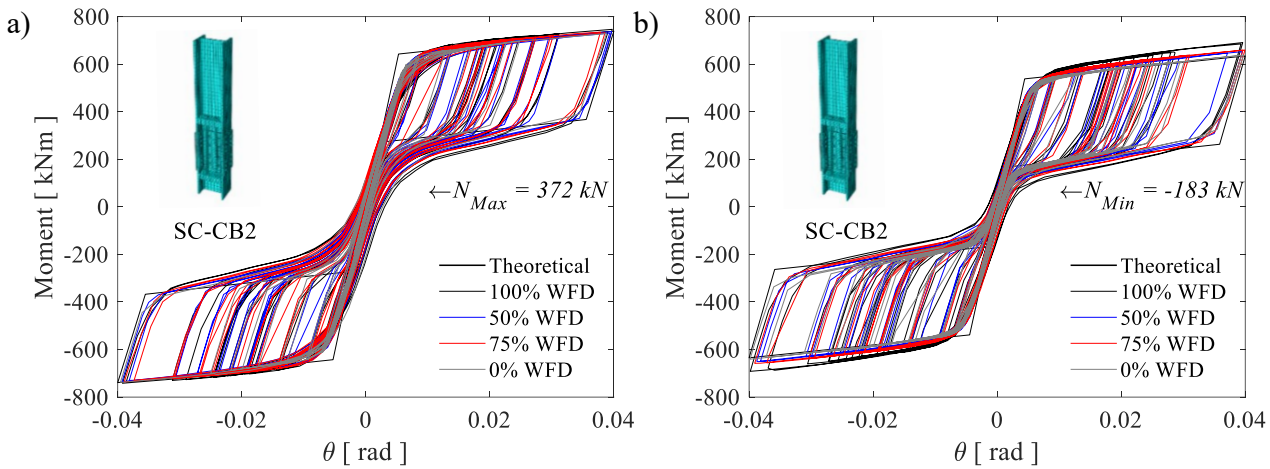 a)
800
600
400
200
0
-200
-400
-600
-800
Moment [ kNm ]
-0.04
-0.02
0
0.02
0.04
θ [ rad ]
SC-CB2
←N_Max = 372 kN
Theoretical
100% WFD
50% WFD
75% WFD
0% WFD
b)
800
600
400
200
0
-200
-400
-600
-800
Moment [ kNm ]
-0.04
-0.02
0
0.02
0.04
θ [ rad ]
SC-CB2
←N_Min = -183 kN
Theoretical
100% WFD
50% WFD
75% WFD
0% WFD